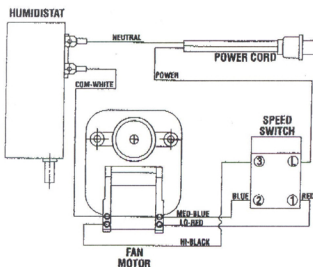 HUMIDISTAT
NEUTRAL
POWER CORD
POWER
COM-WHITE
SPEED
SWITCH
3 L
BLUE 2 1 RED
MED-BLUE
LO-RED
HI-BLACK
FAN
MOTOR